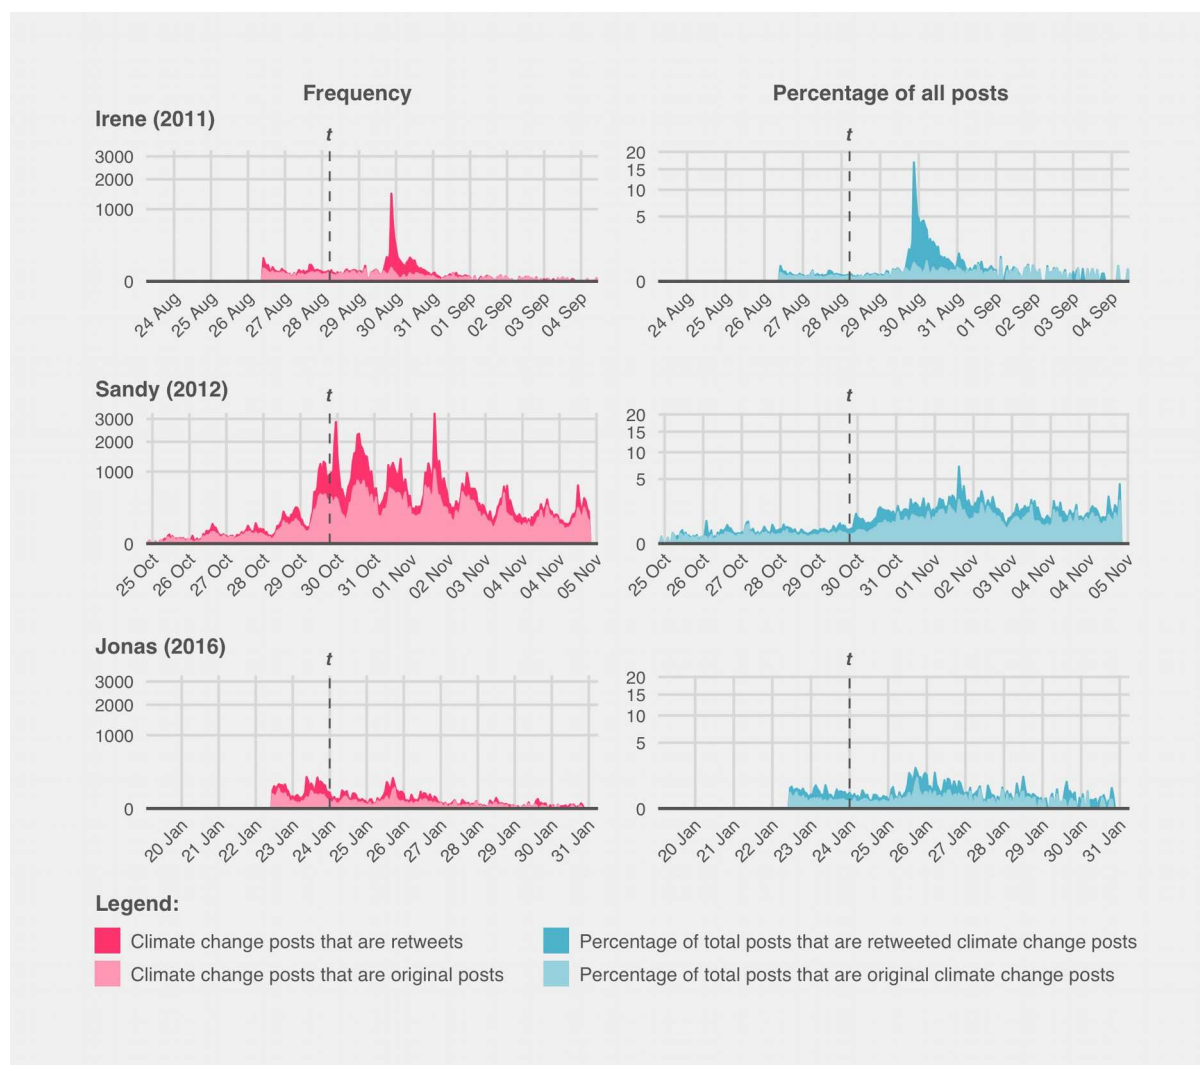 Frequency
Percentage of all posts
Irene (2011)
t
t
3000
2000
1000
0
24 Aug 25 Aug 26 Aug 27 Aug 28 Aug 29 Aug 30 Aug 31 Aug 01 Sep 02 Sep 03 Sep 04 Sep
20
15
10
5
0
24 Aug 25 Aug 26 Aug 27 Aug 28 Aug 29 Aug 30 Aug 31 Aug 01 Sep 02 Sep 03 Sep 04 Sep
Sandy (2012)
t
t
3000
2000
1000
0
25 Oct 26 Oct 27 Oct 28 Oct 29 Oct 30 Oct 31 Oct 01 Nov 02 Nov 03 Nov 04 Nov 04 Nov 05 Nov
20
15
10
5
0
25 Oct 26 Oct 27 Oct 28 Oct 29 Oct 30 Oct 31 Oct 01 Nov 02 Nov 03 Nov 04 Nov 04 Nov 05 Nov
Jonas (2016)
t
t
3000
2000
1000
0
20 Jan 21 Jan 22 Jan 23 Jan 24 Jan 25 Jan 26 Jan 27 Jan 28 Jan 29 Jan 30 Jan 31 Jan
20
15
10
5
0
20 Jan 21 Jan 22 Jan 23 Jan 24 Jan 25 Jan 26 Jan 27 Jan 28 Jan 29 Jan 30 Jan 31 Jan
Legend:
Climate change posts that are retweets
Climate change posts that are original posts
Percentage of total posts that are retweeted climate change posts
Percentage of total posts that are original climate change posts